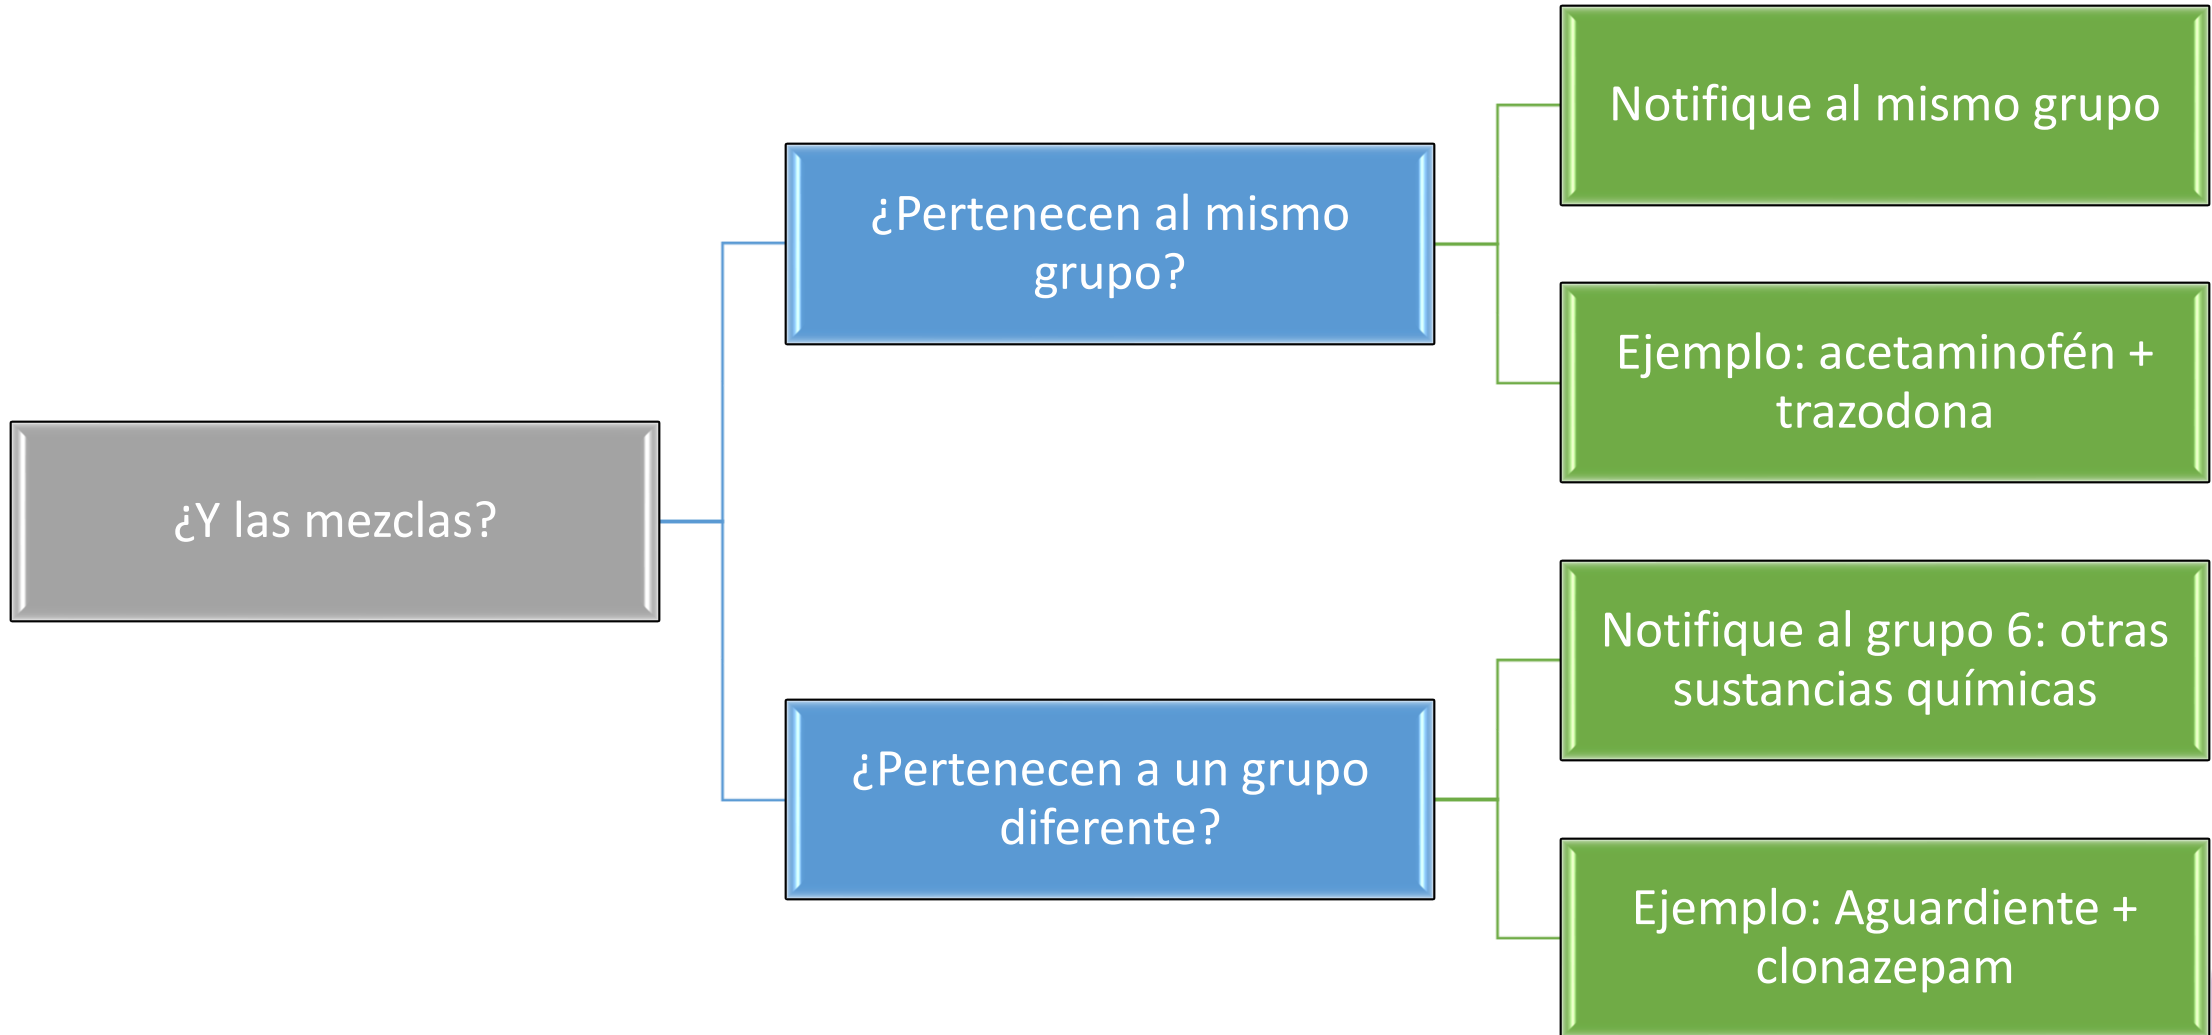 ¿Y las mezclas?
¿Pertenecen al mismo
grupo?
Notifique al mismo grupo
Ejemplo: acetaminofén +
trazodona
¿Pertenecen a un grupo
diferente?
Notifique al grupo 6: otras
sustancias químicas
Ejemplo: Aguardiente +
clonazepam